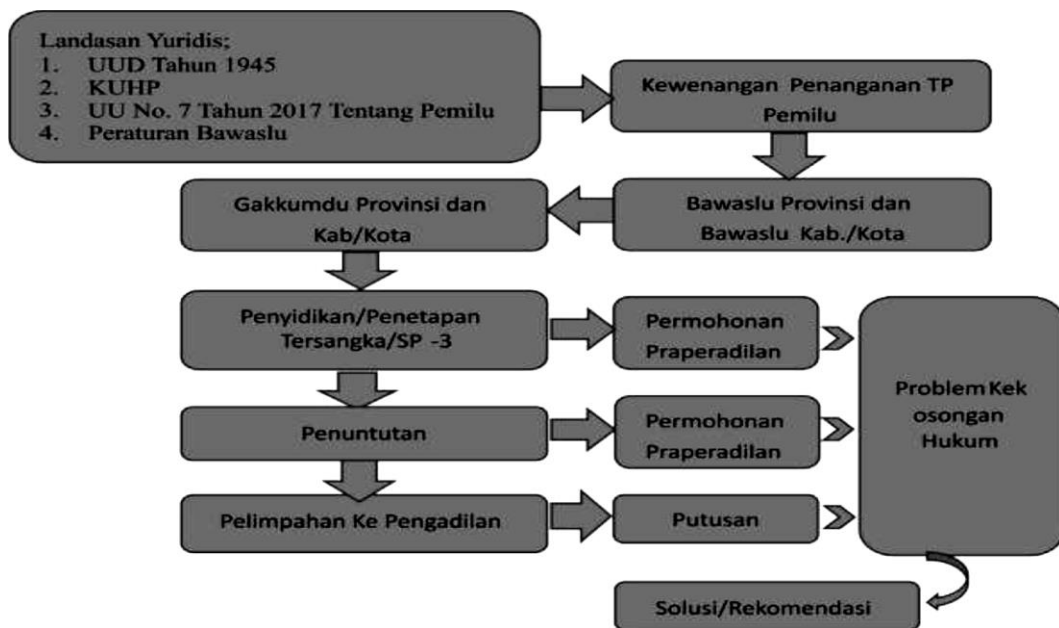 Landasan Yuridis;
1. UUD Tahun 1945
2. KUHP
3. UU No. 7 Tahun 2017 Tentang Pemilu
4. Peraturan Bawaslu
Kewenangan Penanganan TP
Pemilu
Gakkumdu Provinsi dan
Kab/Kota
Bawaslu Provinsi dan
Bawaslu Kab./Kota
Penyidikan/Penetapan
Tersangka/SP -3
Permohonan
Praperadilan
Penuntutan
Permohonan
Praperadilan
Pelimpahan Ke Pengadilan
Putusan
Problem Kek
osongan
Hukum
Solusi/Rekomendasi